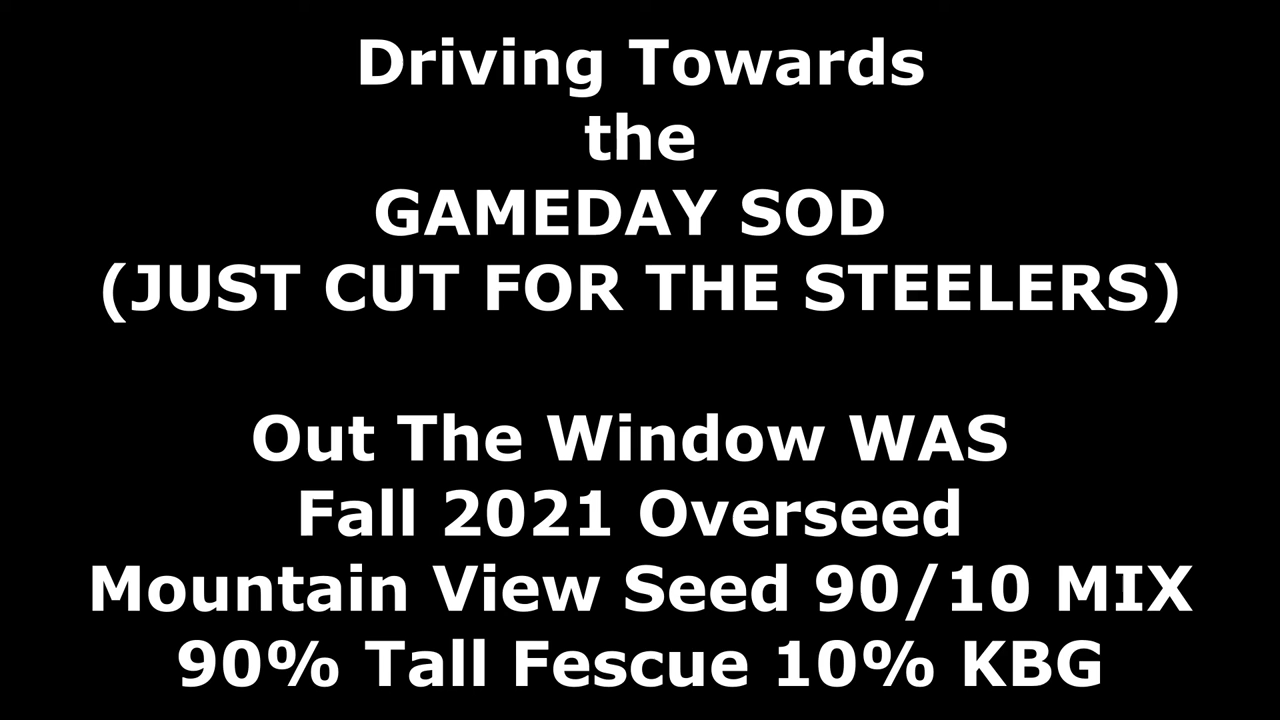 Driving Towards
the
GAMEDAY SOD
(JUST CUT FOR THE STEELERS)
Out The Window WAS
Fall 2021 Overseed
Mountain View Seed 90/10 MIX
90% Tall Fescue 10% KBG